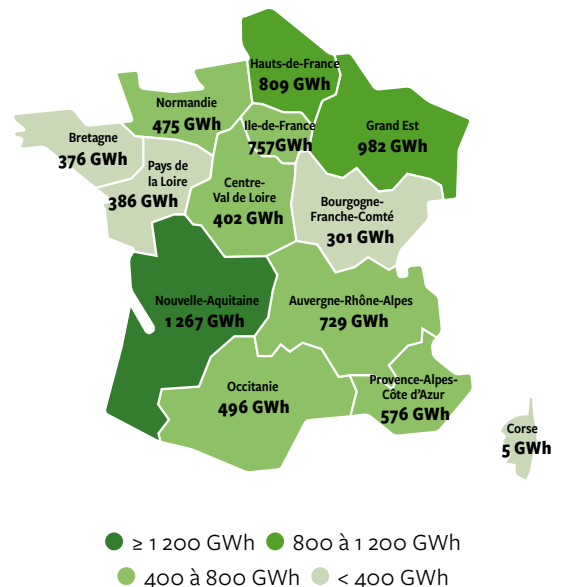 Hauts-de-France
809 GWh
Normandie
475 GWh
Ile-de-France
757GWh
Grand Est
982 GWh
Bretagne
376 GWh
Pays de
la Loire
386 GWh
Centre-
Val de Loire
402 GWh
Bourgogne-
Franche-Comté
301 GWh
Nouvelle-Aquitaine
1 267 GWh
Auvergne-Rhône-Alpes
729 GWh
Occitanie
496 GWh
Provence-Alpes-
Côte d'Azur
576 GWh
Corse
5 GWh
≥ 1 200 GWh 800 à 1 200 GWh
400 à 800 GWh < 400 GWh